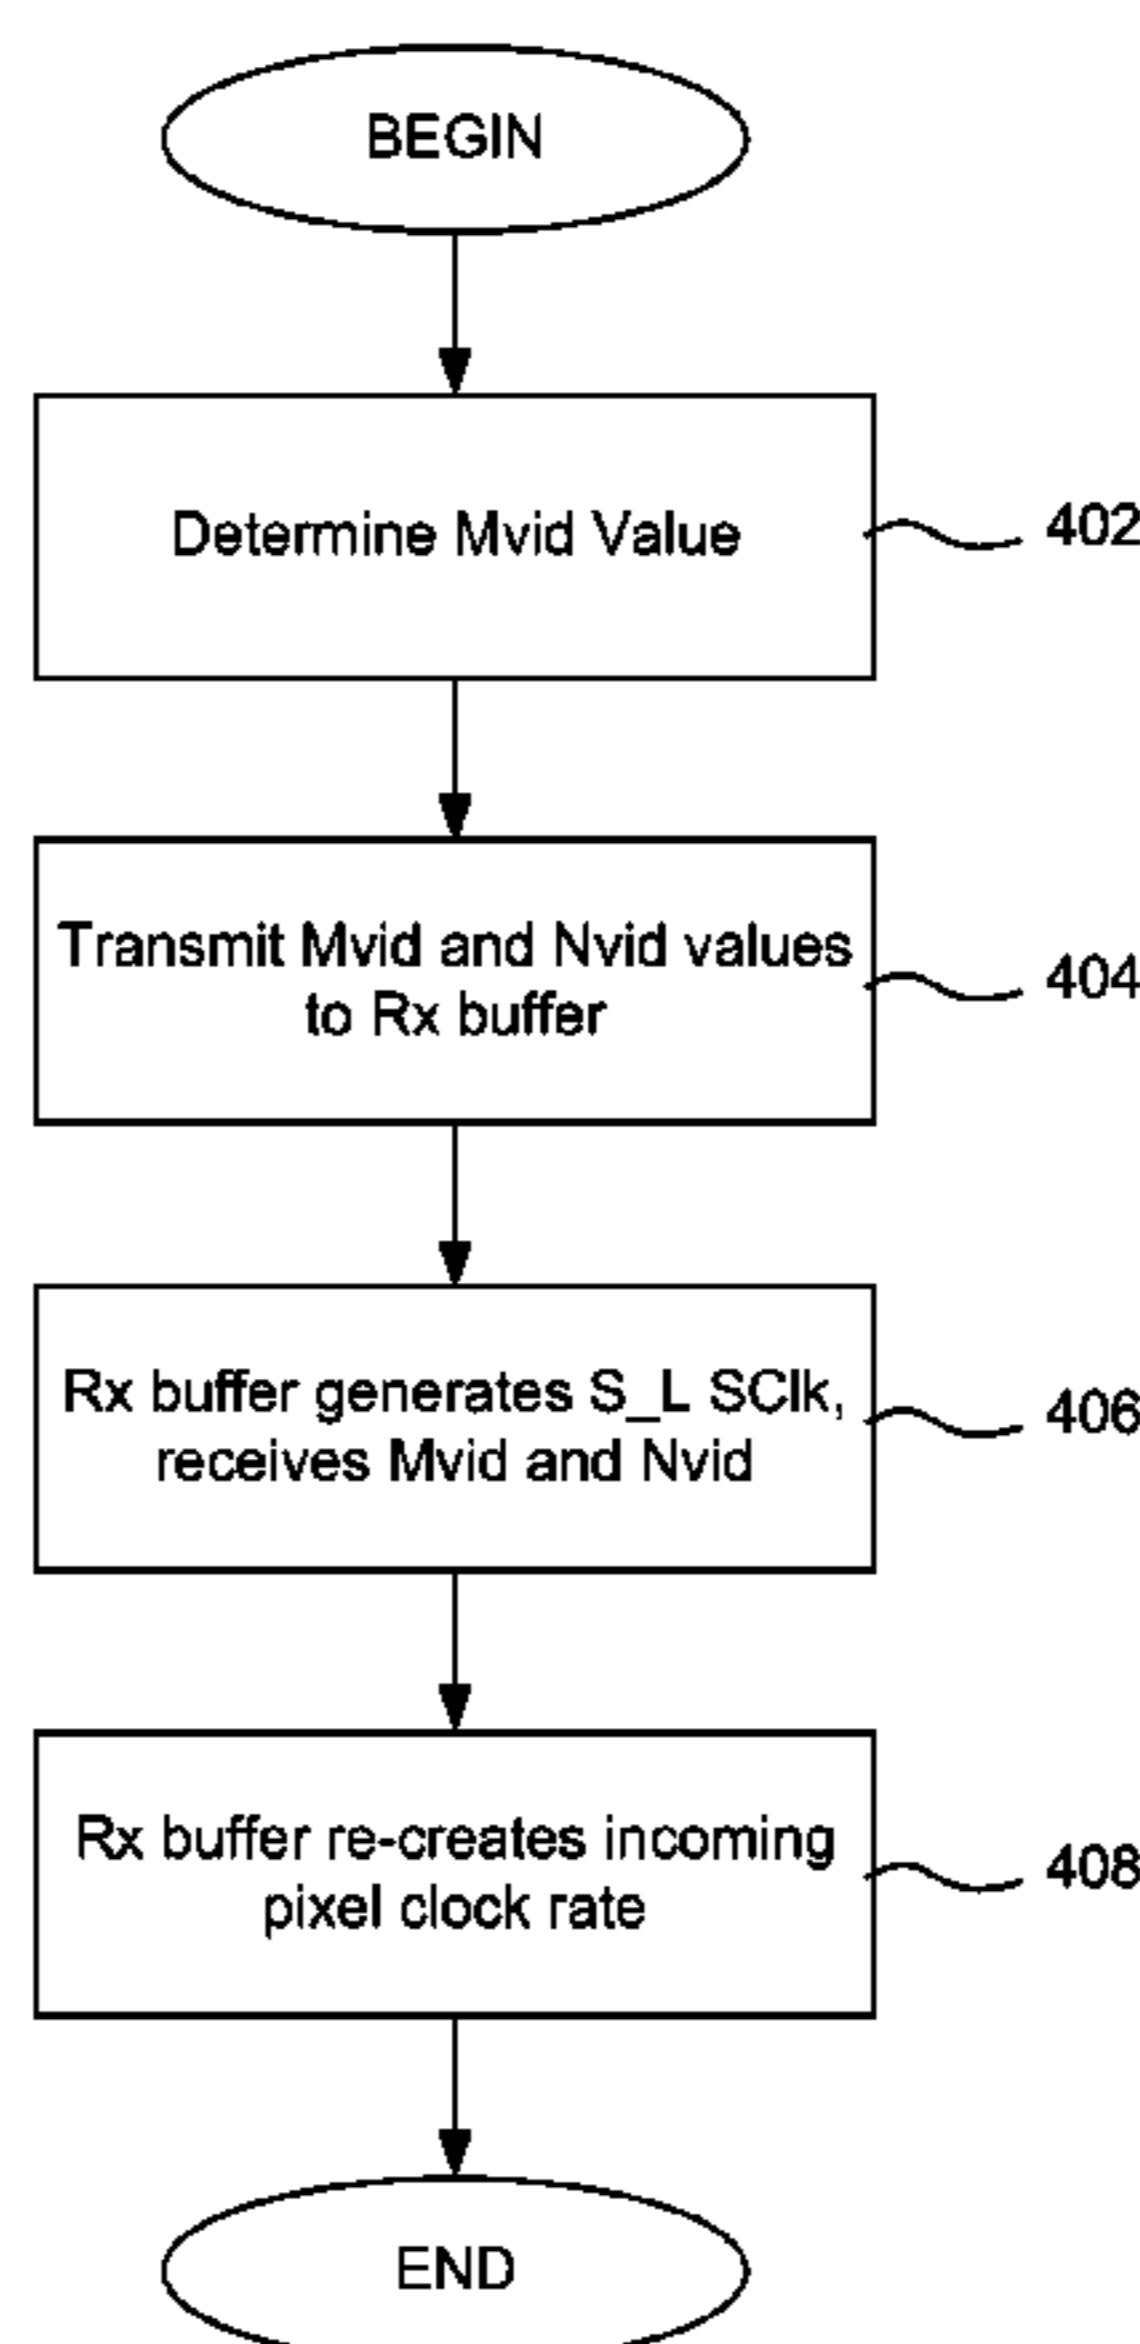 BEGIN
Determine Mvid Value
402
Transmit Mvid and Nvid values
to Rx buffer
404
Rx buffer generates S_L SClk,
receives Mvid and Nvid
406
Rx buffer re-creates incoming
pixel clock rate
408
END